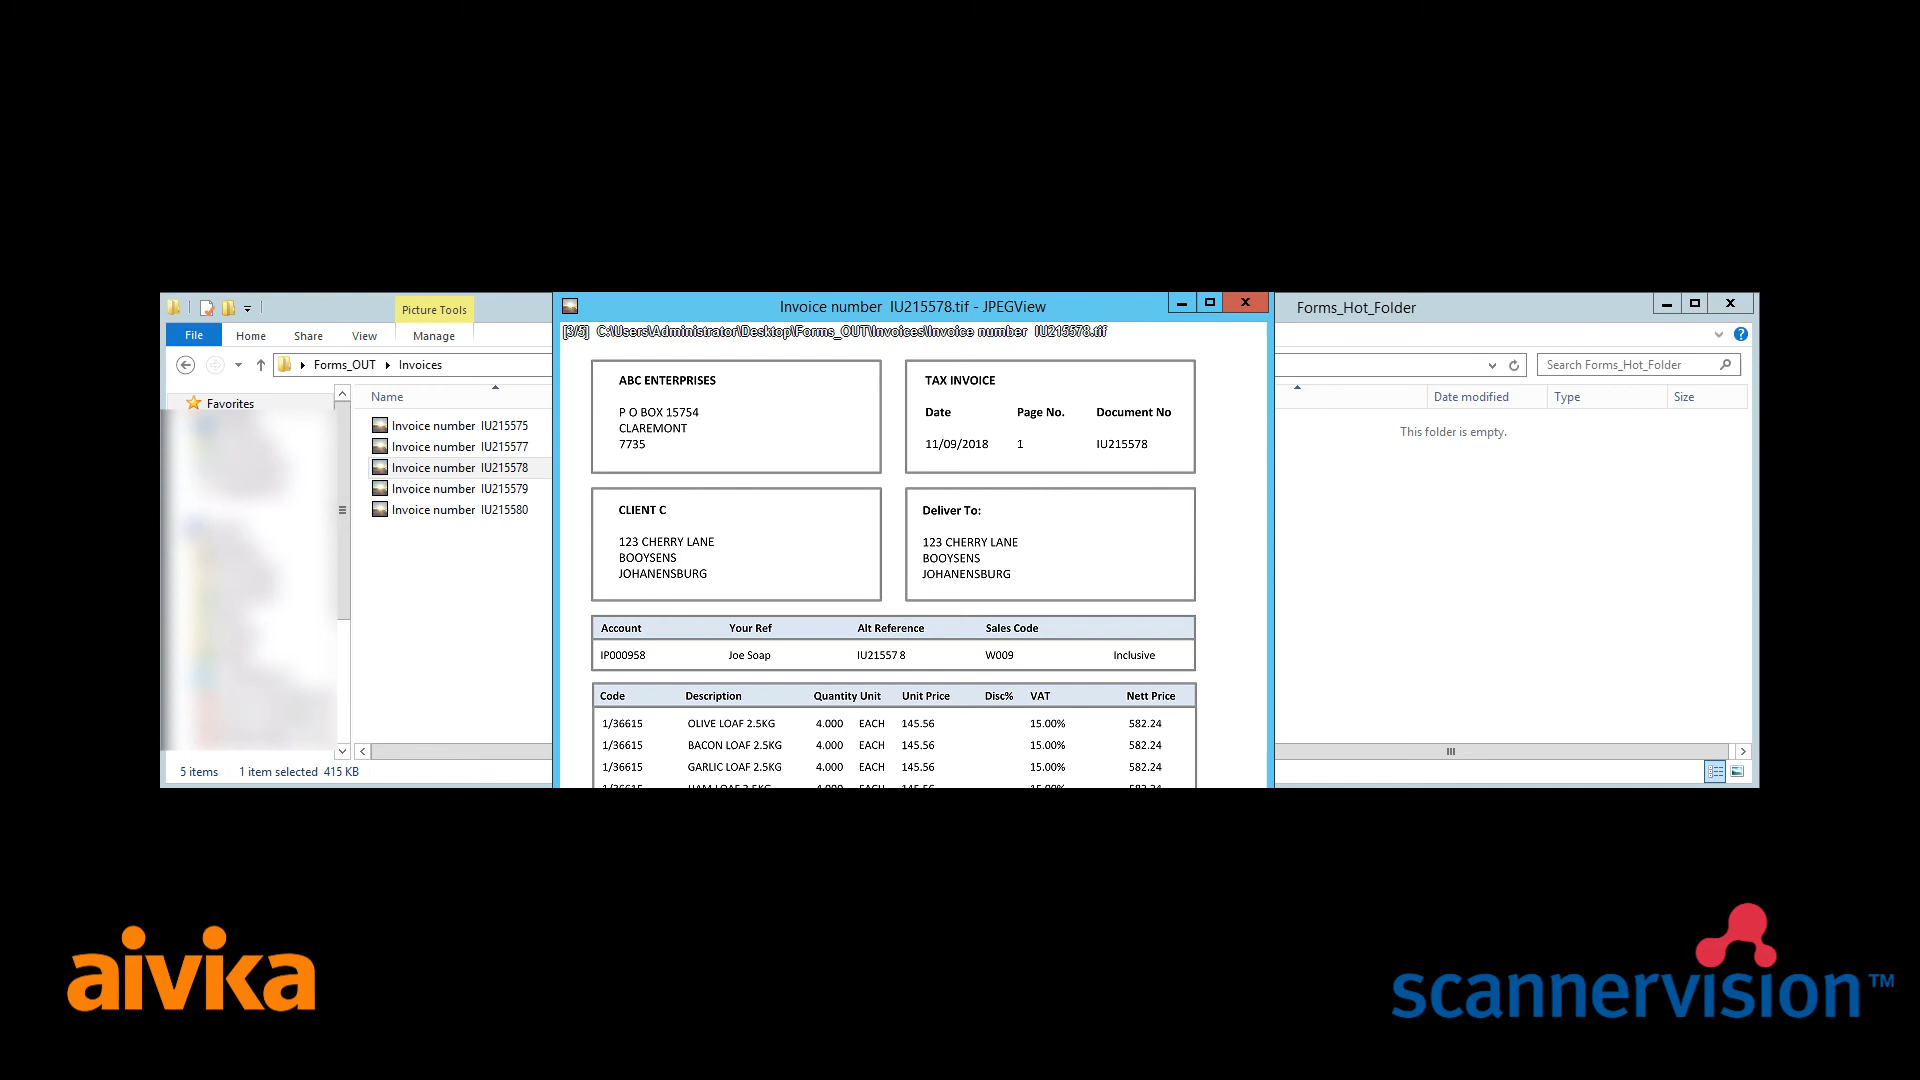 Picture Tools
File Home Share View Manage
Forms_OUT Invoices
Favorites
Name
Invoice number IU215575
Invoice number IU215577
Invoice number IU215578
Invoice number IU215579
Invoice number IU215580
5 items 1 item selected 415 KB
Invoice number IU215578.tif - JPEGView
[3/5] C:\Users\Administrator\Desktop\Forms_OUT\Invoices\Invoice number IU215578.tif
ABC ENTERPRISES
P O BOX 15754
CLAREMONT
7735
TAX INVOICE
Date Page No. Document No
11/09/2018 1 IU215578
CLIENT C
123 CHERRY LANE
BOOYSENS
JOHANENSBURG
Deliver To:
123 CHERRY LANE
BOOYSENS
JOHANENSBURG
Account Your Ref Alt Reference Sales Code
IP000958 Joe Soap IU21557 8 W009 Inclusive
Code Description Quantity Unit Unit Price Disc% VAT Nett Price
1/36615 OLIVE LOAF 2.5KG 4.000 EACH 145.56 15.00% 582.24
1/36615 BACON LOAF 2.5KG 4.000 EACH 145.56 15.00% 582.24
1/36615 GARLIC LOAF 2.5KG 4.000 EACH 145.56 15.00% 582.24
Forms_Hot_Folder
Search Forms_Hot_Folder
Date modified Type Size
This folder is empty.
aivika
scannervision™